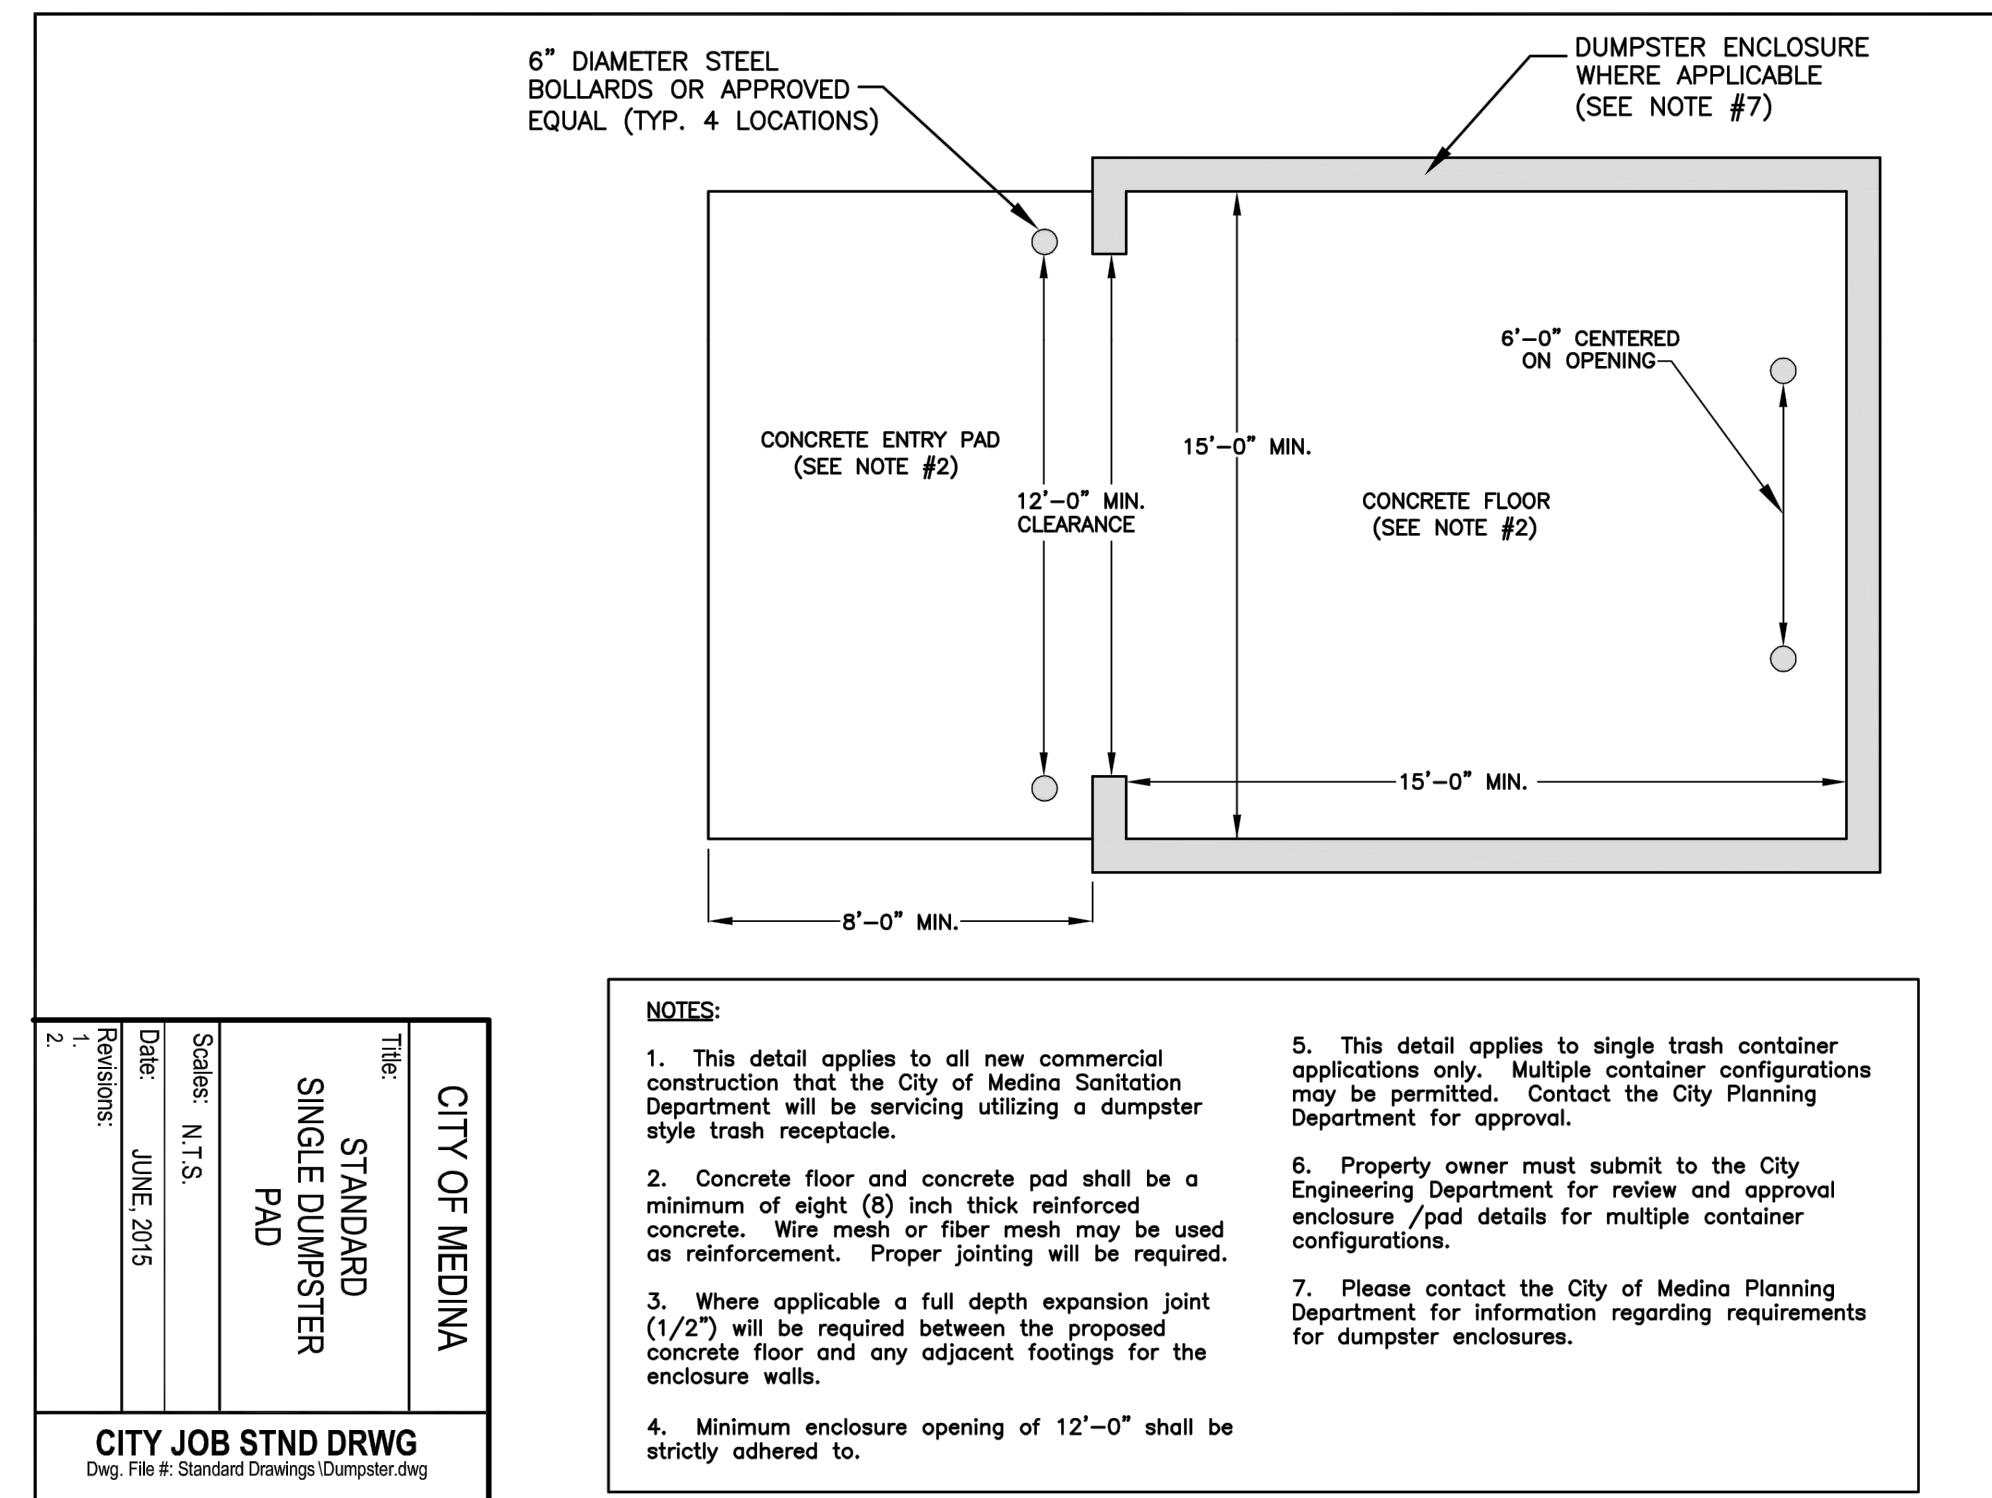 6” DIAMETER STEEL
BOLLARDS OR APPROVED
EQUAL (TYP. 4 LOCATIONS)
DUMPSTER ENCLOSURE
WHERE APPLICABLE
(SEE NOTE #7)
6’-0” CENTERED
ON OPENING
CONCRETE ENTRY PAD
(SEE NOTE #2)
15’-0” MIN.
12’-0” MIN.
CLEARANCE
CONCRETE FLOOR
(SEE NOTE #2)
15’-0” MIN.
8’-0” MIN.
NOTES:
1. This detail applies to all new commercial
construction that the City of Medina Sanitation
Department will be servicing utilizing a dumpster
style trash receptacle.
2. Concrete floor and concrete pad shall be a
minimum of eight (8) inch thick reinforced
concrete. Wire mesh or fiber mesh may be used
as reinforcement. Proper jointing will be required.
3. Where applicable a full depth expansion joint
(1/2”) will be required between the proposed
concrete floor and any adjacent footings for the
enclosure walls.
4. Minimum enclosure opening of 12’-0” shall be
strictly adhered to.
5. This detail applies to single trash container
applications only. Multiple container configurations
may be permitted. Contact the City Planning
Department for approval.
6. Property owner must submit to the City
Engineering Department for review and approval
enclosure /pad details for multiple container
configurations.
7. Please contact the City of Medina Planning
Department for information regarding requirements
for dumpster enclosures.
CITY OF MEDINA
Title:
STANDARD
SINGLE DUMPSTER
PAD
Scales: N.T.S.
Date: JUNE, 2015
Revisions:
1.
2.
CITY JOB STND DRWG
Dwg. File #: Standard Drawings\Dumpster.dwg